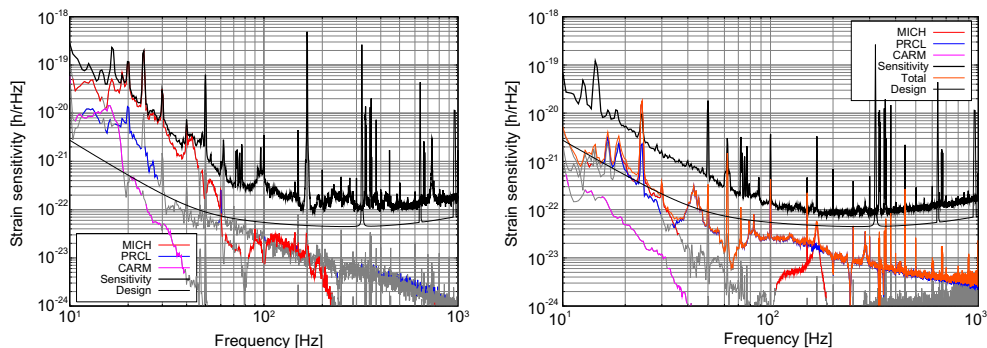 10^-18
10^-19
10^-20
10^-21
10^-22
10^-23
10^-24
Strain sensitivity [h/rHz]
MICH
PRCL
CARM
Sensitivity
Design
10
10^2
10^3
Frequency [Hz]
10^-18
10^-19
10^-20
10^-21
10^-22
10^-23
10^-24
Strain sensitivity [h/rHz]
MICH
PRCL
CARM
Sensitivity
Total
Design
10
10^2
10^3
Frequency [Hz]